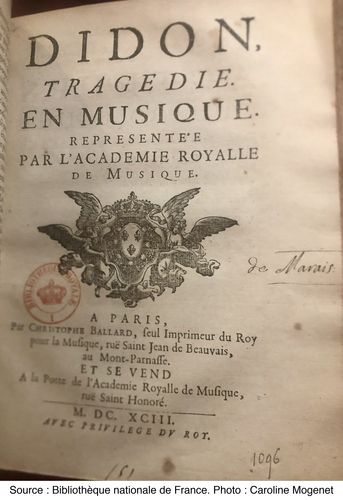 DIDON,
TRAGEDIE.
EN MUSIQUE.
REPRESENTE'E
PAR L'ACADEMIE ROYALLE
DE MUSIQUE.
de Marais.
BIBLIOTHEQUE ROYALE
A PARIS,
Par CHRISTOPHE BALLARD, seul Imprimeur du Roy
pour la Musique, ruë Saint Jean de Beauvais,
au Mont-Parnasse.
ET SE VEND
A la Porte de l'Academie Royalle de Musique,
ruë Saint Honoré.
M. DC. XCIII.
AVEC PRIVILEGE DV ROY.
1096
Source : Bibliothèque nationale de France. Photo : Caroline Mogenet